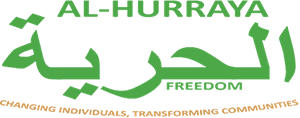 AL-HURRAYA
الحرية
FREEDOM
CHANGING INDIVIDUALS, TRANSFORMING COMMUNITIES